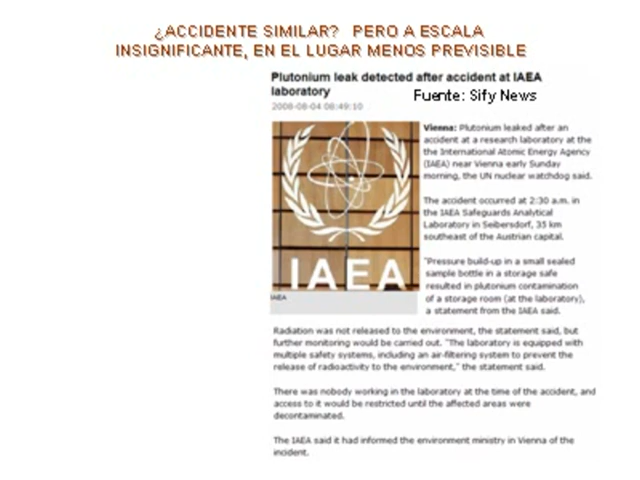 ¿ACCIDENTE SIMILAR? PERO A ESCALA
INSIGNIFICANTE, EN EL LUGAR MENOS PREVISIBLE
Plutonium leak detected after accident at IAEA
laboratory
Fuente: Sify News
2008-08-04 08:49:10
Vienna: Plutonium leaked after an
accident at a research laboratory at the
the International Atomic Energy Agency
(IAEA) near Vienna early Sunday
morning, the UN nuclear watchdog said.
The accident occurred at 2:30 a.m. in
the IAEA Safeguards Analytical
Laboratory in Seibersdorf, 35 km
southeast of the Austrian capital.
"Pressure build-up in a small sealed
sample bottle in a storage safe
resulted in plutonium contamination
of a storage room (at the laboratory),
a statement from the IAEA said.
IAEA
IAEA
Radiation was not released to the environment, the statement said, but
further monitoring would be carried out. "The laboratory is equipped with
multiple safety systems, including an air-filtering system to prevent the
release of radioactivity to the environment," the statement said.
There was nobody working in the laboratory at the time of the accident, and
access to it would be restricted until the affected areas were
decontaminated.
The IAEA said it had informed the environment ministry in Vienna of the
incident.